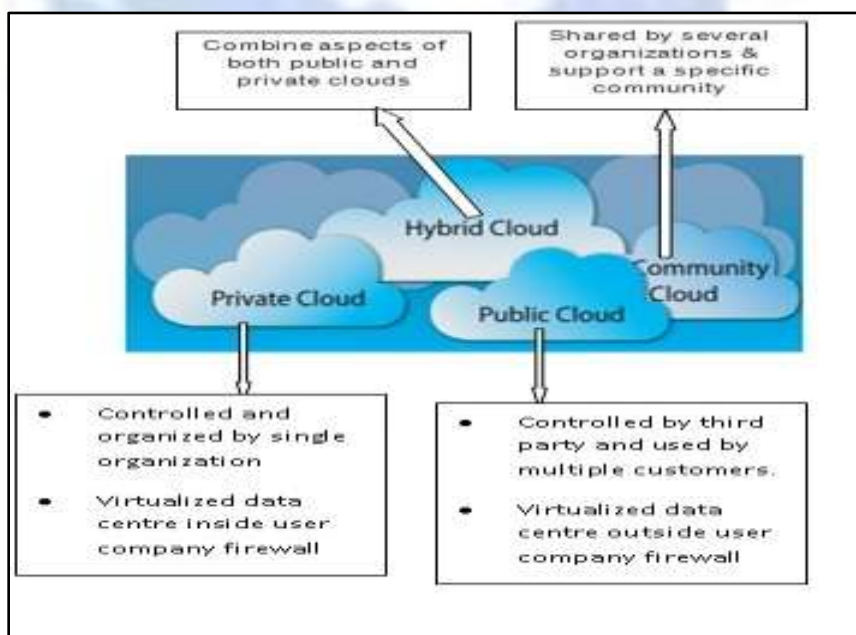 Combine aspects of
both public and
private clouds
Shared by several
organizations &
support a specific
community
Hybrid Cloud
Community
Cloud
Private Cloud
Public Cloud
● Controlled and
organized by single
organization
● Virtualized data
centre inside user
company firewall
● Controlled by third
party and used by
multiple customers.
● Virtualized data
centre outside user
company firewall